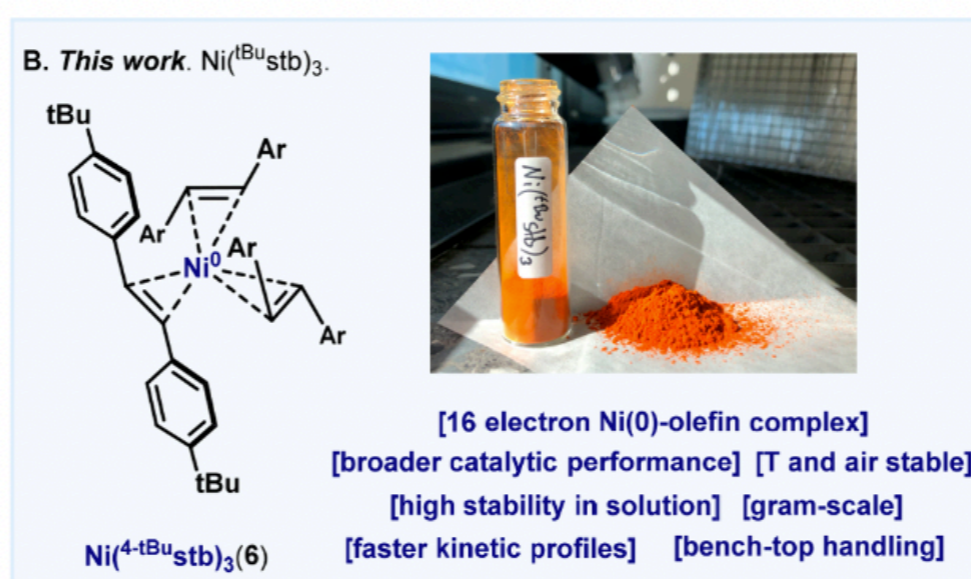 B. This work. Ni(ᵗᴮᵘstb)₃.
tBu
Ar
Ar
Ar
Ni⁰
Ar
tBu
Ni(⁴⁻ᵗᴮᵘstb)₃(6)
Ni(ᵗᴮᵘstb)₃
[16 electron Ni(0)-olefin complex]
[broader catalytic performance] [T and air stable]
[high stability in solution] [gram-scale]
[faster kinetic profiles] [bench-top handling]